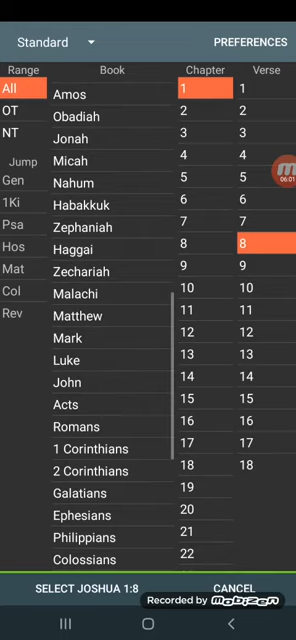 Standard
PREFERENCES
Range Book Chapter Verse
All
OT
NT
Jump
Gen
1Ki
Psa
Hos
Mat
Col
Rev
Amos
Obadiah
Jonah
Micah
Nahum
Habakkuk
Zephaniah
Haggai
Zechariah
Malachi
Matthew
Mark
Luke
John
Acts
Romans
1 Corinthians
2 Corinthians
Galatians
Ephesians
Philippians
Colossians
1
2
3
4
5
6
7
8
9
10
11
12
13
14
15
16
17
18
19
20
21
22
1
2
3
4
5
6
7
8
9
10
11
12
13
14
15
16
17
18
06:01
SELECT JOSHUA 1:8
CANCEL
Recorded by Mobizen